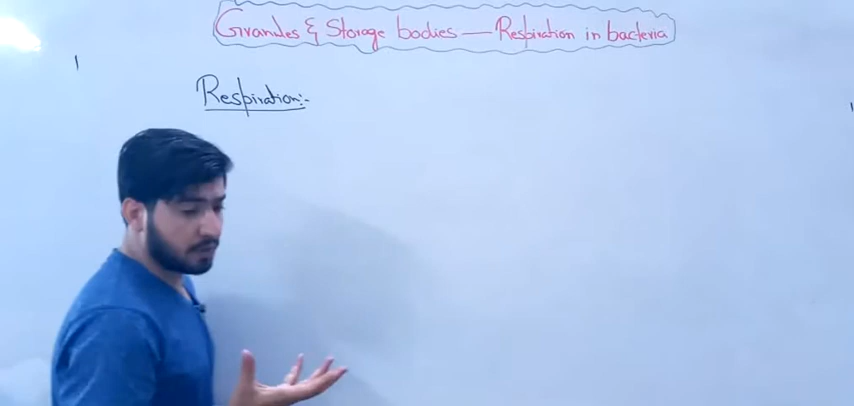 Granules & Storage bodies — Respiration in bacteria
Respiration:-